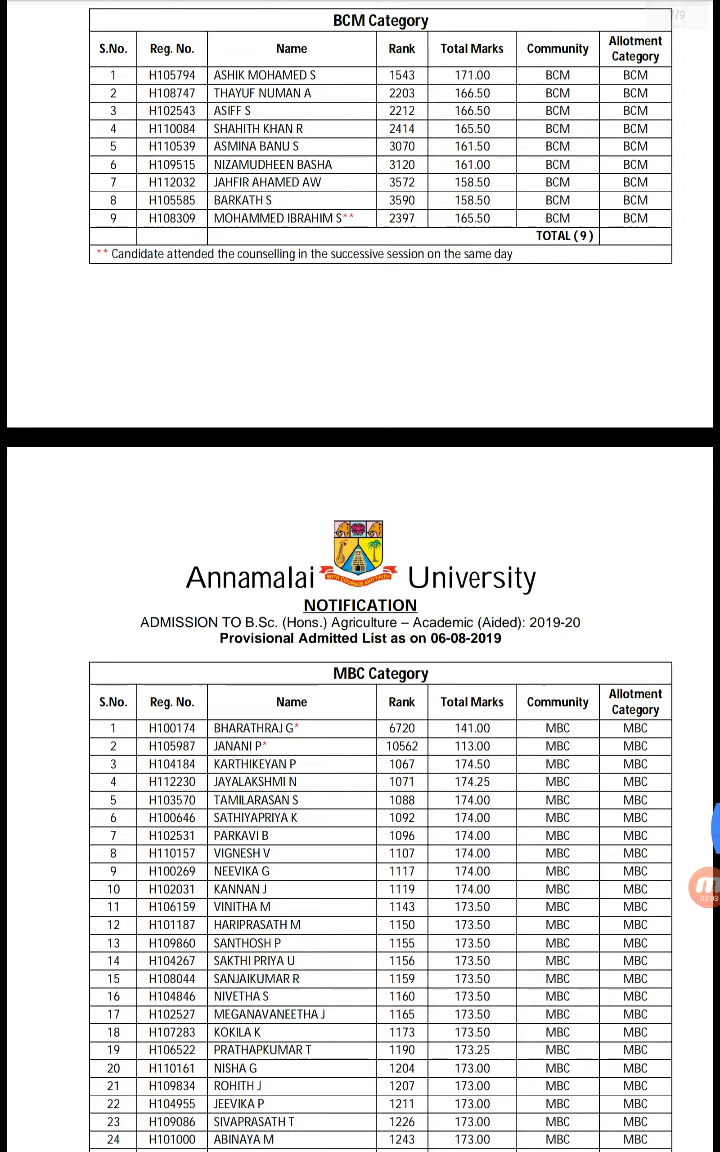 7/9
BCM Category
S.No. Reg. No. Name Rank Total Marks Community Allotment Category
1 H105794 ASHIK MOHAMED S 1543 171.00 BCM BCM
2 H108747 THAYUF NUMAN A 2203 166.50 BCM BCM
3 H102543 ASIFF S 2212 166.50 BCM BCM
4 H110084 SHAHITH KHAN R 2414 165.50 BCM BCM
5 H110539 ASMINA BANU S 3070 161.50 BCM BCM
6 H109515 NIZAMUDHEEN BASHA 3120 161.00 BCM BCM
7 H112032 JAHFIR AHAMED AW 3572 158.50 BCM BCM
8 H105585 BARKATH S 3590 158.50 BCM BCM
9 H108309 MOHAMMED IBRAHIM S** 2397 165.50 BCM BCM
TOTAL ( 9 )
** Candidate attended the counselling in the successive session on the same day
Annamalai University
WITH COURAGE AND FAITH
NOTIFICATION
ADMISSION TO B.Sc. (Hons.) Agriculture – Academic (Aided): 2019-20
Provisional Admitted List as on 06-08-2019
MBC Category
S.No. Reg. No. Name Rank Total Marks Community Allotment Category
1 H100174 BHARATHRAJ G* 6720 141.00 MBC MBC
2 H105987 JANANI P* 10562 113.00 MBC MBC
3 H104184 KARTHIKEYAN P 1067 174.50 MBC MBC
4 H112230 JAYALAKSHMI N 1071 174.25 MBC MBC
5 H103570 TAMILARASAN S 1088 174.00 MBC MBC
6 H100646 SATHIYAPRIYA K 1092 174.00 MBC MBC
7 H102531 PARKAVI B 1096 174.00 MBC MBC
8 H110157 VIGNESH V 1107 174.00 MBC MBC
9 H100269 NEEVIKA G 1117 174.00 MBC MBC
10 H102031 KANNAN J 1119 174.00 MBC MBC
11 H106159 VINITHA M 1143 173.50 MBC MBC
12 H101187 HARIPRASATH M 1150 173.50 MBC MBC
13 H109860 SANTHOSH P 1155 173.50 MBC MBC
14 H104267 SAKTHI PRIYA U 1156 173.50 MBC MBC
15 H108044 SANJAIKUMAR R 1159 173.50 MBC MBC
16 H104846 NIVETHA S 1160 173.50 MBC MBC
17 H102527 MEGANAVANEETHA J 1165 173.50 MBC MBC
18 H107283 KOKILA K 1173 173.50 MBC MBC
19 H106522 PRATHAPKUMAR T 1190 173.25 MBC MBC
20 H110161 NISHA G 1204 173.00 MBC MBC
21 H109834 ROHITH J 1207 173.00 MBC MBC
22 H104955 JEEVIKA P 1211 173.00 MBC MBC
23 H109086 SIVAPRASATH T 1226 173.00 MBC MBC
24 H101000 ABINAYA M 1243 173.00 MBC MBC